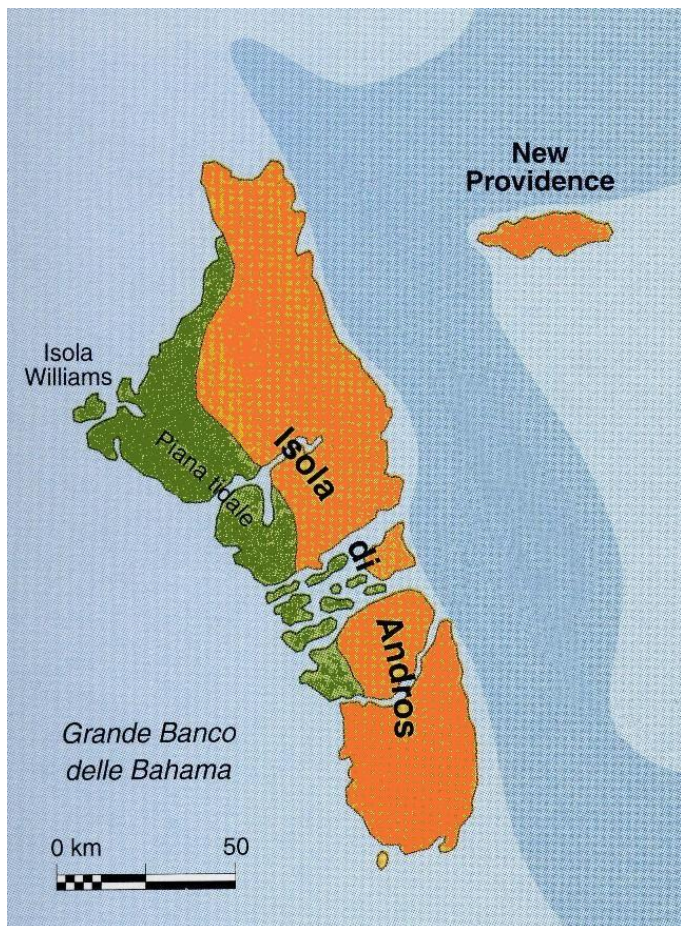 New
Providence
Isola
Williams
Piana tidale
Isola
di
Andros
Grande Banco
delle Bahama
0 km 50